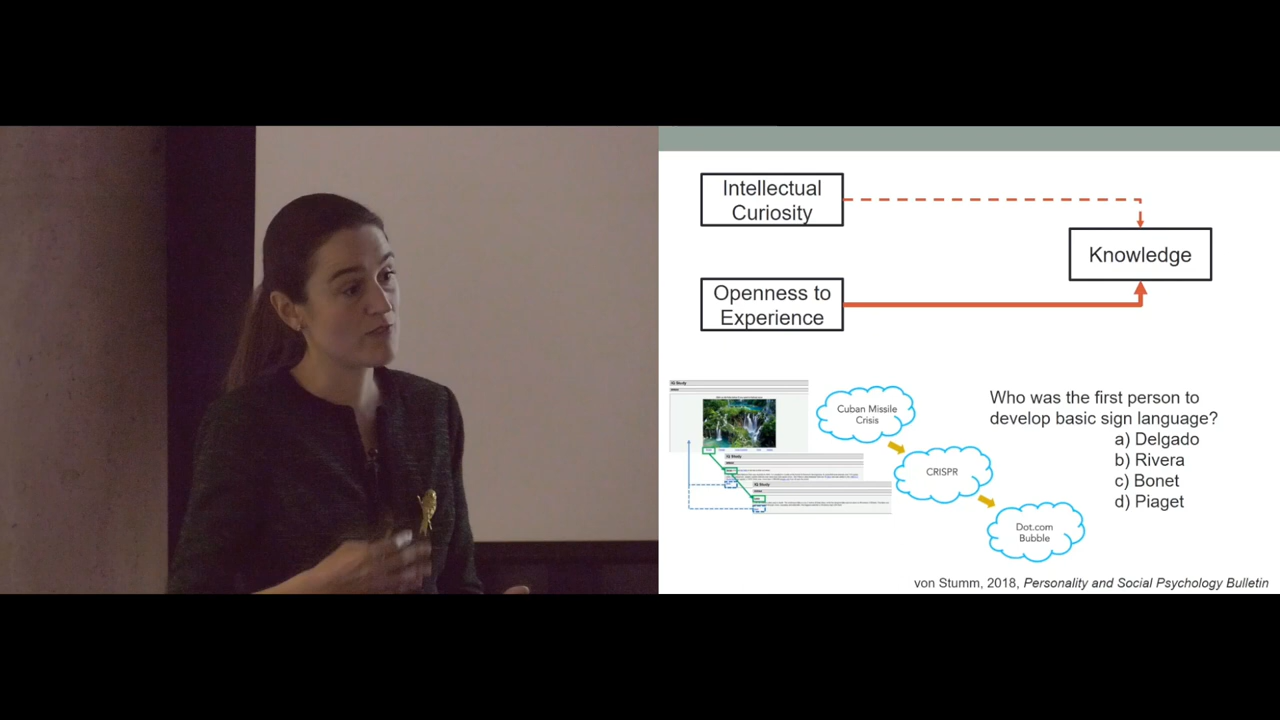 Intellectual
Curiosity
Knowledge
Openness to
Experience
Cuban Missile
Crisis
CRISPR
Dot.com
Bubble
Who was the first person to
develop basic sign language?
a) Delgado
b) Rivera
c) Bonet
d) Piaget
von Stumm, 2018, Personality and Social Psychology Bulletin